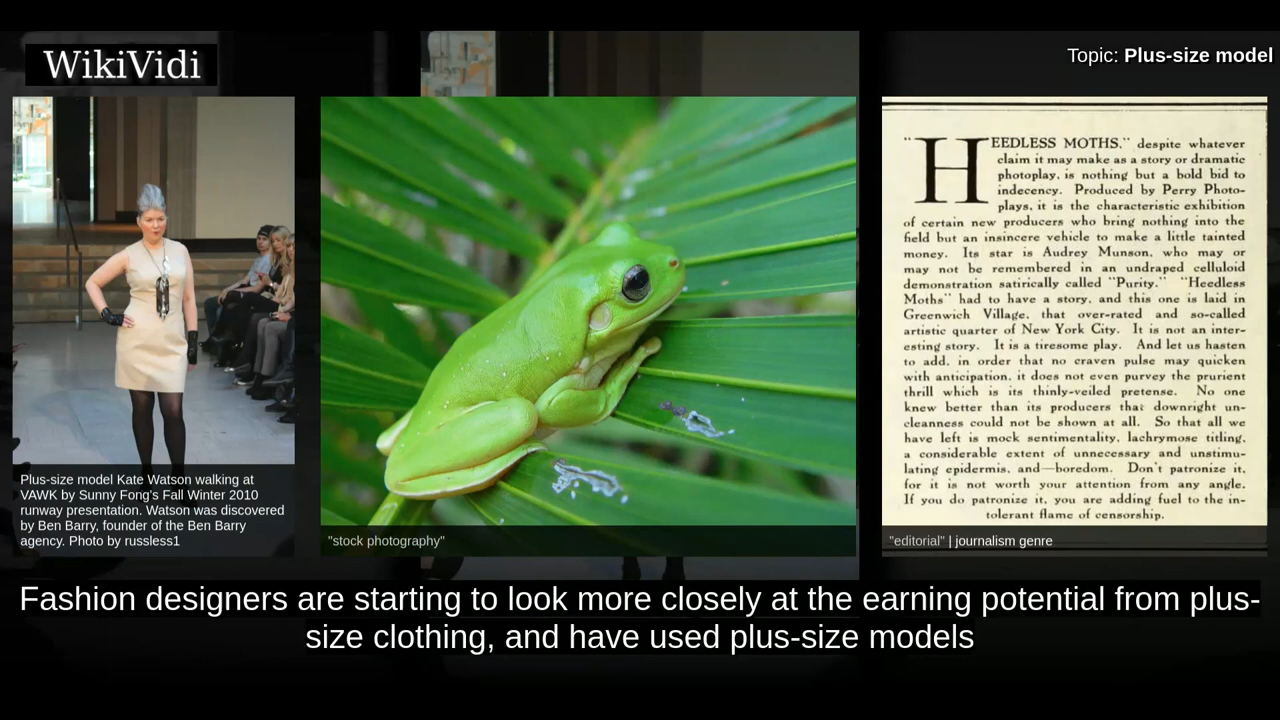 WikiVidi
Topic: Plus-size model
Plus-size model Kate Watson walking at
VAWK by Sunny Fong's Fall Winter 2010
runway presentation. Watson was discovered
by Ben Barry, founder of the Ben Barry
agency. Photo by russless1
"stock photography"
"HEEDLESS MOTHS," despite whatever
claim it may make as a story or dramatic
photoplay, is nothing but a bold bid to
indecency. Produced by Perry Photo-
plays, it is the characteristic exhibition
of certain new producers who bring nothing into the
field but an insincere vehicle to make a little tainted
money. Its star is Audrey Munson, who may or
may not be remembered in an undraped celluloid
demonstration satirically called "Purity." "Heedless
Moths" had to have a story, and this one is laid in
Greenwich Village, that over-rated and so-called
artistic quarter of New York City. It is not an inter-
esting story. It is a tiresome play. And let us hasten
to add, in order that no craven pulse may quicken
with anticipation, it does not even purvey the prurient
thrill which is its thinly-veiled pretense. No one
knew better than its producers that downright un-
cleanness could not be shown at all. So that all we
have left is mock sentimentality, lachrymose titling,
a considerable extent of unnecessary and unstimu-
lating epidermis, and—boredom. Don't patronize it,
for it is not worth your attention from any angle.
If you do patronize it, you are adding fuel to the in-
tolerant flame of censorship.
"editorial" | journalism genre
Fashion designers are starting to look more closely at the earning potential from plus-
size clothing, and have used plus-size models